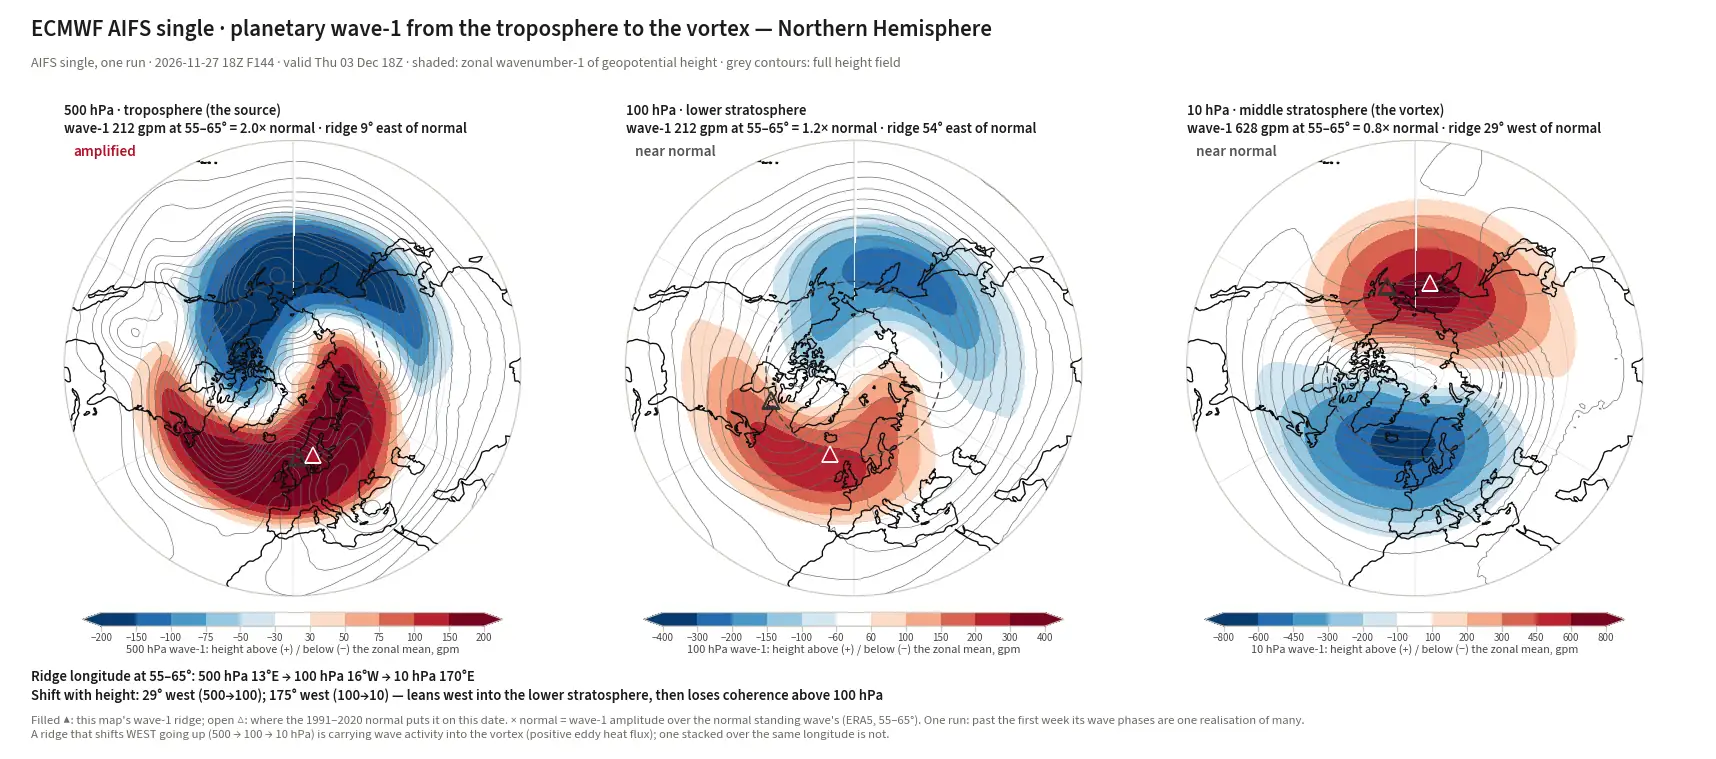 ECMWF AIFS single · planetary wave-1 from the troposphere to the vortex — Northern Hemisphere
AIFS single, one run · 2026-11-27 18Z F144 · valid Thu 03 Dec 18Z · shaded: zonal wavenumber-1 of geopotential height · grey contours: full height field
500 hPa · troposphere (the source)
wave-1 212 gpm at 55–65° = 2.0× normal · ridge 9° east of normal
amplified
100 hPa · lower stratosphere
wave-1 212 gpm at 55–65° = 1.2× normal · ridge 54° east of normal
near normal
10 hPa · middle stratosphere (the vortex)
wave-1 628 gpm at 55–65° = 0.8× normal · ridge 29° west of normal
near normal
−200 −150 −100 −75 −50 −30 30 50 75 100 150 200
500 hPa wave-1: height above (+) / below (−) the zonal mean, gpm
−400 −300 −200 −150 −100 −60 60 100 150 200 300 400
100 hPa wave-1: height above (+) / below (−) the zonal mean, gpm
−800 −600 −450 −300 −200 −100 100 200 300 450 600 800
10 hPa wave-1: height above (+) / below (−) the zonal mean, gpm
Ridge longitude at 55–65°: 500 hPa 13°E → 100 hPa 16°W → 10 hPa 170°E
Shift with height: 29° west (500→100); 175° west (100→10) — leans west into the lower stratosphere, then loses coherence above 100 hPa
Filled ▲: this map's wave-1 ridge; open △: where the 1991–2020 normal puts it on this date. × normal = wave-1 amplitude over the normal standing wave's (ERA5, 55–65°). One run: past the first week its wave phases are one realisation of many.
A ridge that shifts WEST going up (500 → 100 → 10 hPa) is carrying wave activity into the vortex (positive eddy heat flux); one stacked over the same longitude is not.